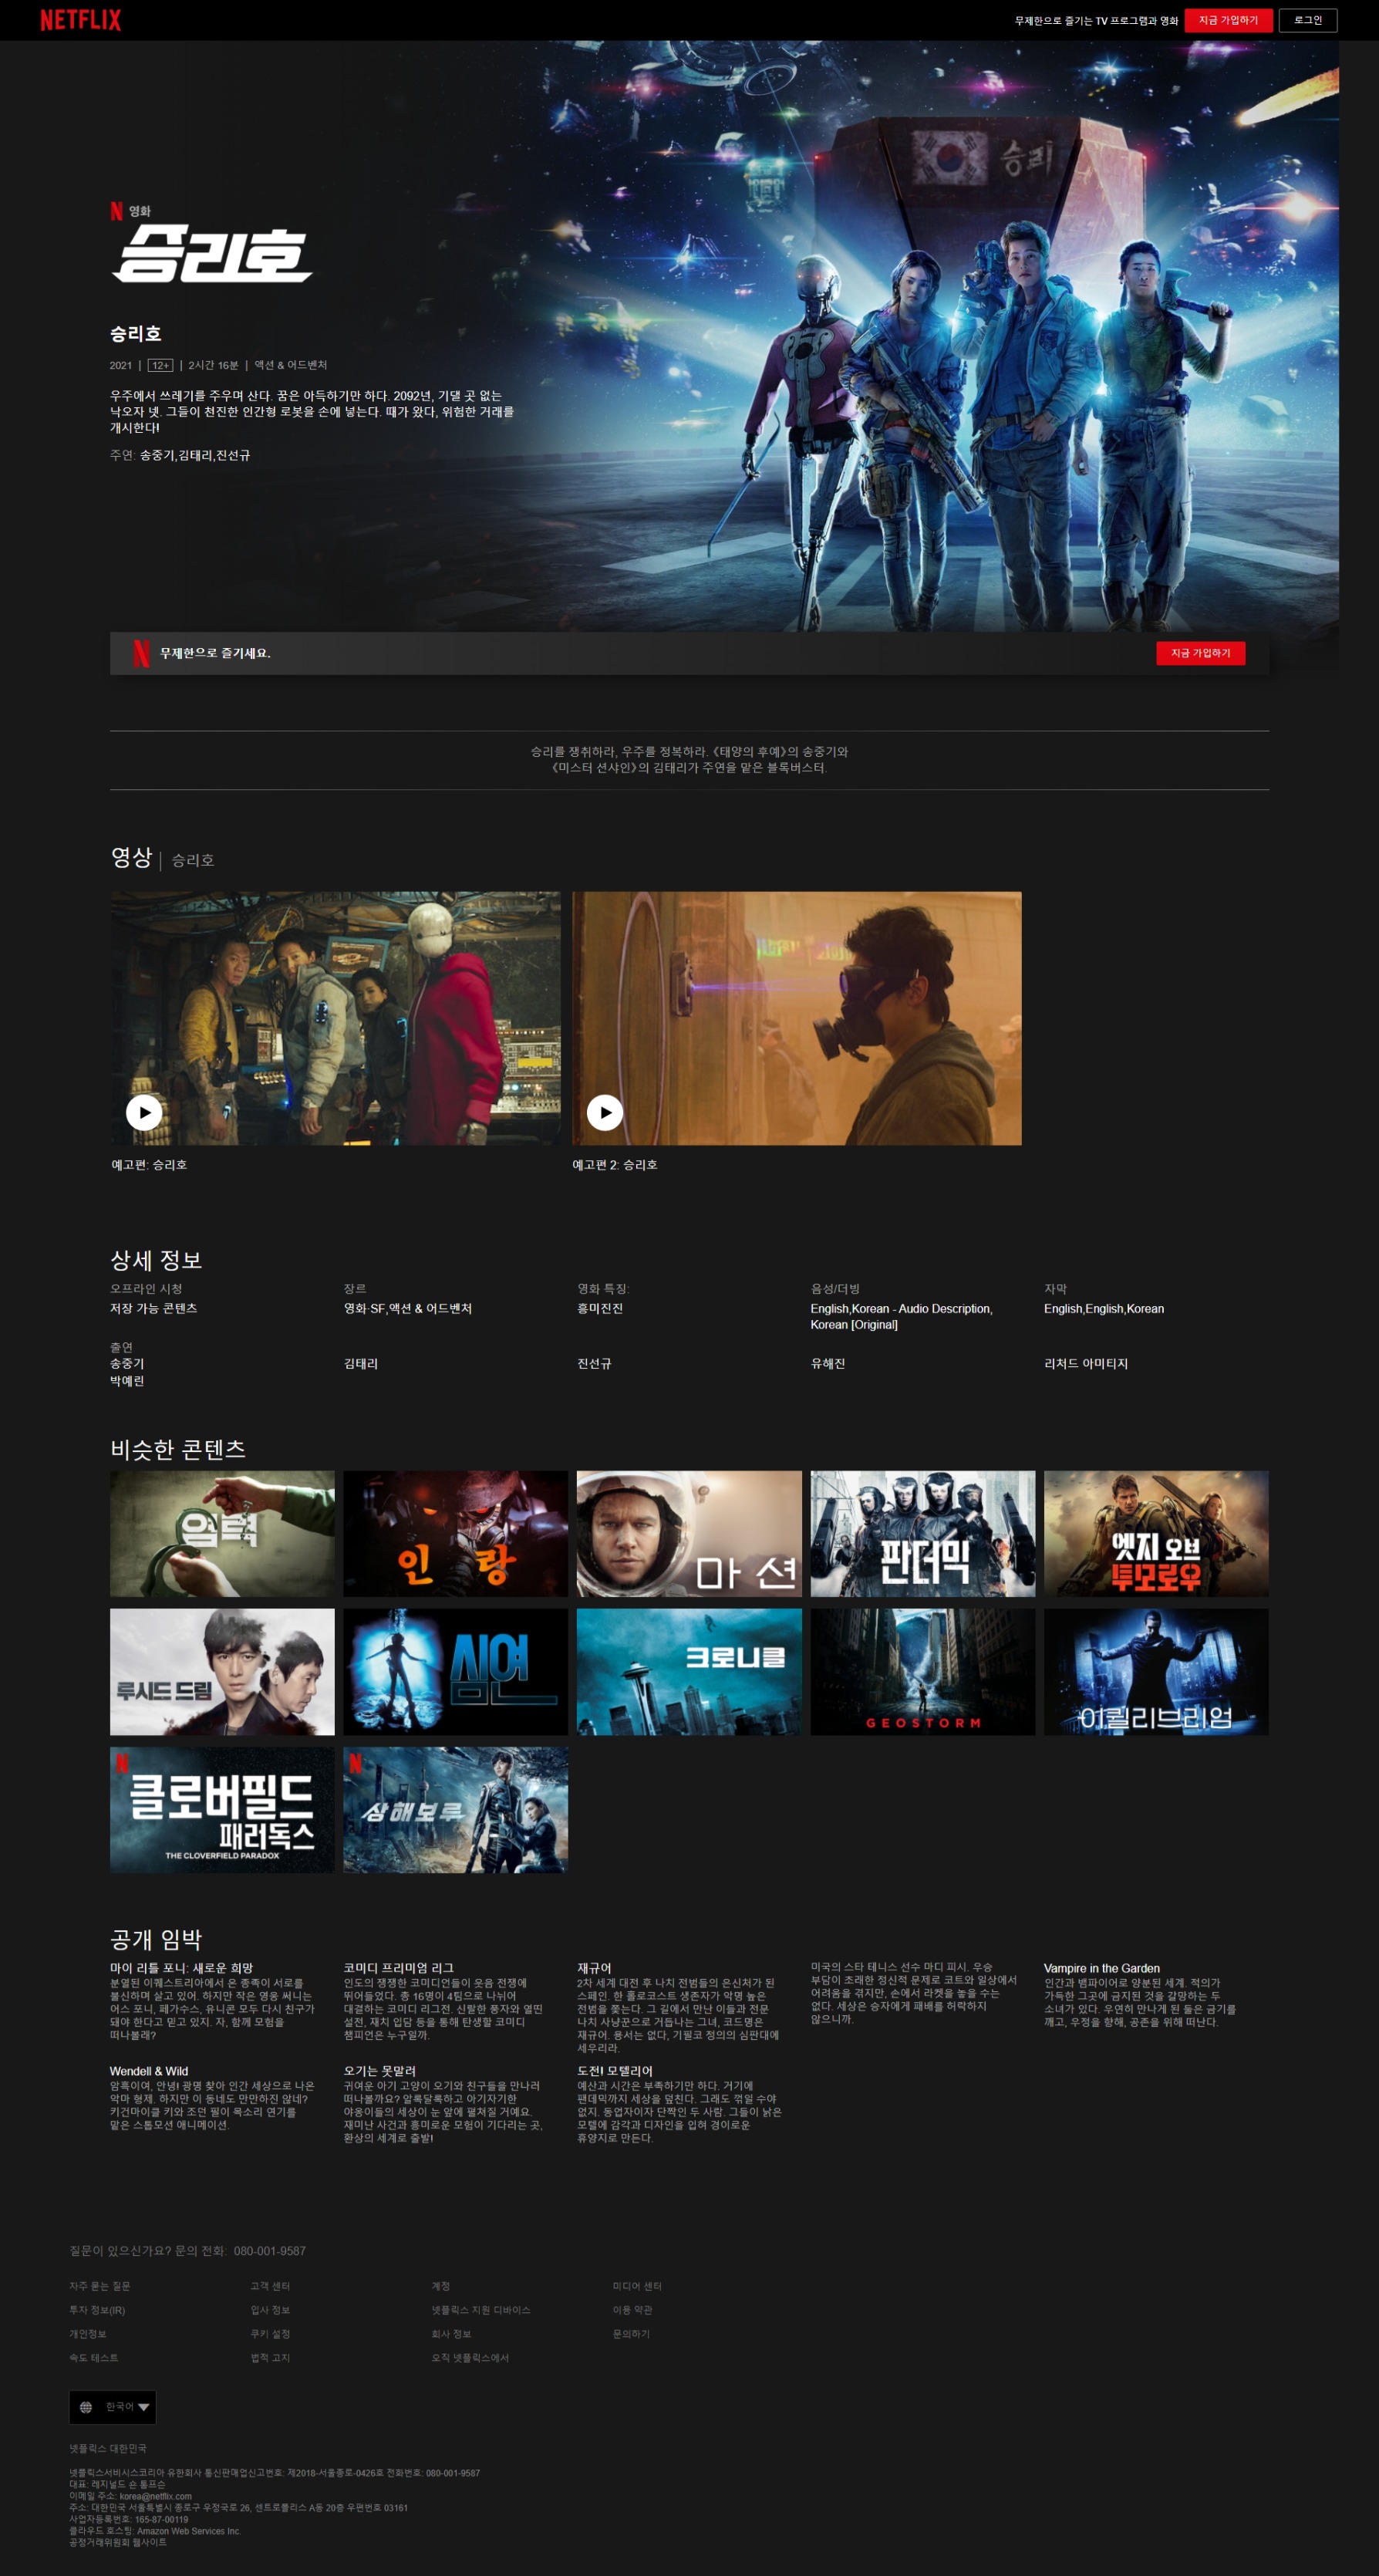 NETFLIX
무제한으로 즐기는 TV 프로그램과 영화
지금 가입하기
로그인
승리
N 영화
승리호
승리호
2021 | 12+ | 2시간 16분 | 액션 & 어드벤처
우주에서 쓰레기를 주우며 산다. 꿈은 아득하기만 하다. 2092년, 기댈 곳 없는
낙오자 넷. 그들이 천진한 인간형 로봇을 손에 넣는다. 때가 왔다, 위험한 거래를
개시한다!
주연: 송중기,김태리,진선규
무제한으로 즐기세요.
지금 가입하기
승리를 쟁취하라, 우주를 정복하라. 《태양의 후예》의 송중기와
《미스터 션샤인》의 김태리가 주연을 맡은 블록버스터.
영상 | 승리호
예고편: 승리호
예고편 2: 승리호
상세 정보
오프라인 시청
저장 가능 콘텐츠
장르
영화·SF,액션 & 어드벤처
영화 특징:
흥미진진
음성/더빙
English,Korean - Audio Description,
Korean [Original]
자막
English,English,Korean
출연
송중기
김태리
진선규
유해진
리처드 아미티지
박예린
비슷한 콘텐츠
염력
인랑
마션
판데믹
엣지 오브
투모로우
루시드 드림
심연
크로니클
GEOSTORM
이퀼리브리엄
N
클로버필드
패러독스
THE CLOVERFIELD PARADOX
N
상해보루
공개 임박
마이 리틀 포니: 새로운 희망
분열된 이퀘스트리아에서 온 종족이 서로를
불신하며 살고 있어. 하지만 작은 영웅 써니는
어스 포니, 페가수스, 유니콘 모두 다시 친구가
돼야 한다고 믿고 있지. 자, 함께 모험을
떠나볼래?
코미디 프리미엄 리그
인도의 쟁쟁한 코미디언들이 웃음 전쟁에
뛰어들었다. 총 16명이 4팀으로 나뉘어
대결하는 코미디 리그전. 신랄한 풍자와 열띤
설전, 재치 입담 등을 통해 탄생할 코미디
챔피언은 누구일까.
재규어
2차 세계 대전 후 나치 전범들의 은신처가 된
스페인. 한 홀로코스트 생존자가 악명 높은
전범을 쫓는다. 그 길에서 만난 이들과 전문
나치 사냥꾼으로 거듭나는 그녀, 코드명은
재규어. 용서는 없다, 기필코 정의의 심판대에
세우리라.
미국의 스타 테니스 선수 마디 피시. 우승
부담이 초래한 정신적 문제로 코트와 일상에서
어려움을 겪지만, 손에서 라켓을 놓을 수는
없다. 세상은 승자에게 패배를 허락하지
않으니까.
Vampire in the Garden
인간과 뱀파이어로 양분된 세계. 적의가
가득한 그곳에 금지된 것을 갈망하는 두
소녀가 있다. 우연히 만나게 된 둘은 금기를
깨고, 우정을 향해, 공존을 위해 떠난다.
Wendell & Wild
암흑이여, 안녕! 광명 찾아 인간 세상으로 나온
악마 형제. 하지만 이 동네도 만만하진 않네?
키건마이클 키와 조던 필이 목소리 연기를
맡은 스톱모션 애니메이션.
오기는 못말려
귀여운 아기 고양이 오기와 친구들을 만나러
떠나볼까요? 알록달록하고 아기자기한
야옹이들의 세상이 눈 앞에 펼쳐질 거예요.
재미난 사건과 흥미로운 모험이 기다리는 곳,
환상의 세계로 출발!
도전! 모텔리어
예산과 시간은 부족하기만 하다. 거기에
팬데믹까지 세상을 덮친다. 그래도 꺾일 수야
없지. 동업자이자 단짝인 두 사람. 그들이 낡은
모텔에 감각과 디자인을 입혀 경이로운
휴양지로 만든다.
질문이 있으신가요? 문의 전화: 080-001-9587
자주 묻는 질문
고객 센터
계정
미디어 센터
투자 정보(IR)
입사 정보
넷플릭스 지원 디바이스
이용 약관
개인정보
쿠키 설정
회사 정보
문의하기
속도 테스트
법적 고지
오직 넷플릭스에서
한국어
넷플릭스 대한민국
넷플릭스서비시스코리아 유한회사 통신판매업신고번호: 제2018-서울종로-0426호 전화번호: 080-001-9587
대표: 레지널드 숀 톰프슨
이메일 주소: korea@netflix.com
주소: 대한민국 서울특별시 종로구 우정국로 26, 센트로폴리스 A동 20층 우편번호 03161
사업자등록번호: 165-87-00119
클라우드 호스팅: Amazon Web Services Inc.
공정거래위원회 웹사이트